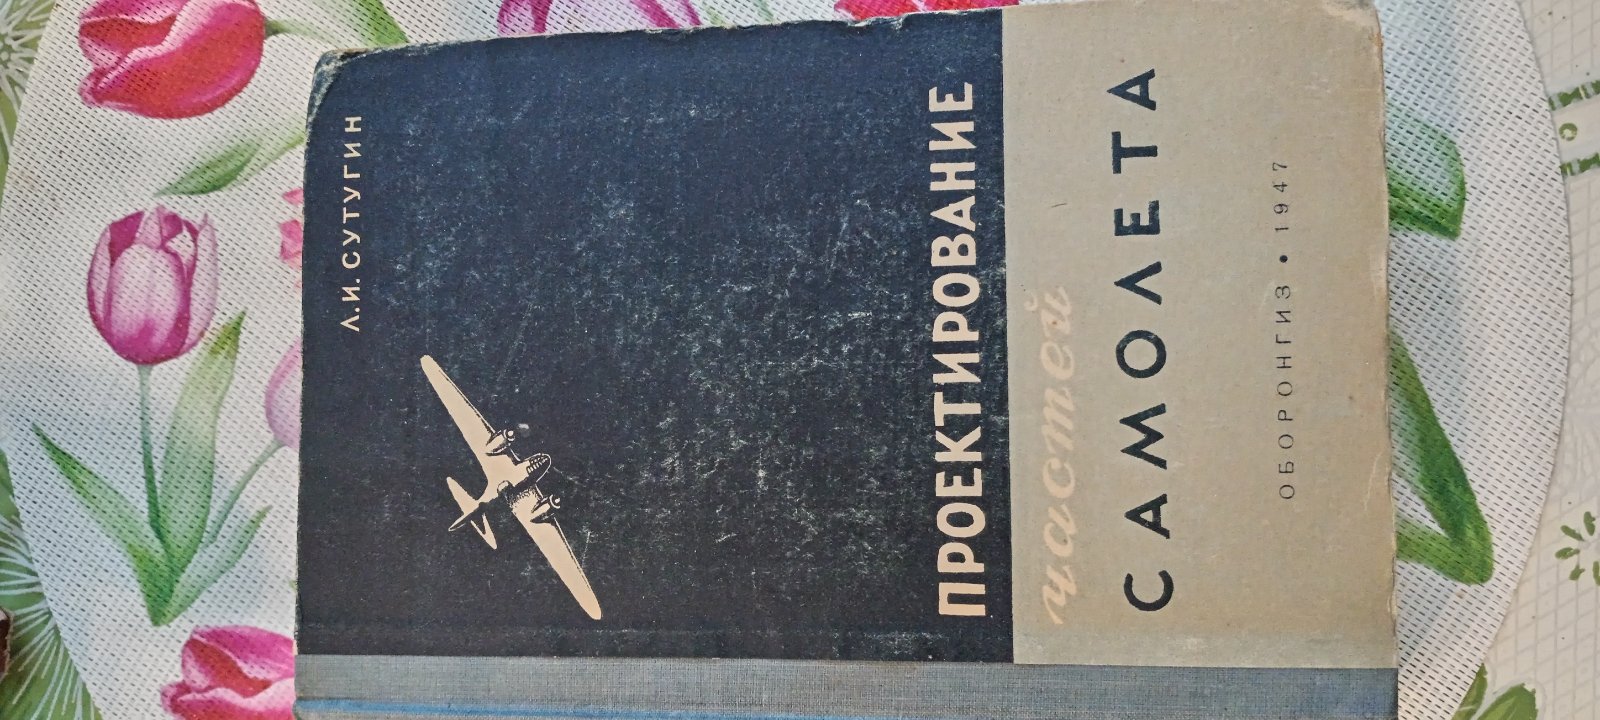 Л.И. СУТУГИН
ПРОЕКТИРОВАНИЕ
частей
САМОЛЕТА
ОБОРОНГИЗ • 1947